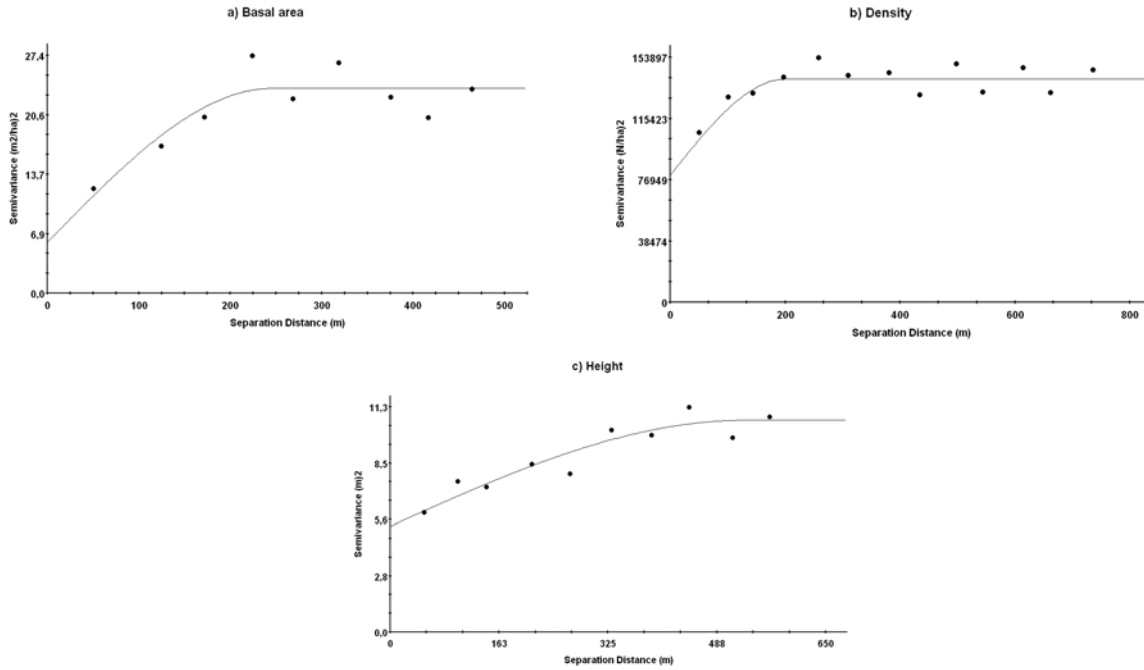 a) Basal area
27,4
20,6
13,7
6,9
0,0
Semivariance (m2/ha)2
0 100 200 300 400 500
Separation Distance (m)
b) Density
153897
115423
76949
38474
0
Semivariance (N/ha)2
0 200 400 600 800
Separation Distance (m)
c) Height
11,3
8,5
5,6
2,8
0,0
Semivariance (m)2
0 163 325 488 650
Separation Distance (m)